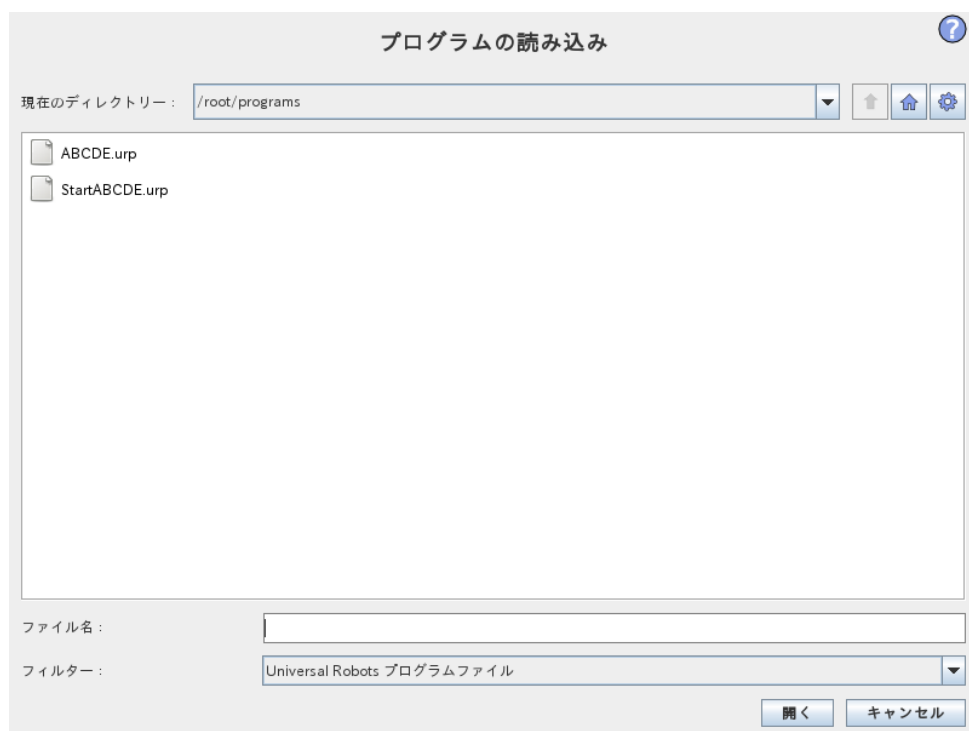 プログラムの読み込み
?
現在のディレクトリー : /root/programs
ABCDE.urp
StartABCDE.urp
ファイル名 :
フィルター : Universal Robots プログラムファイル
開く キャンセル